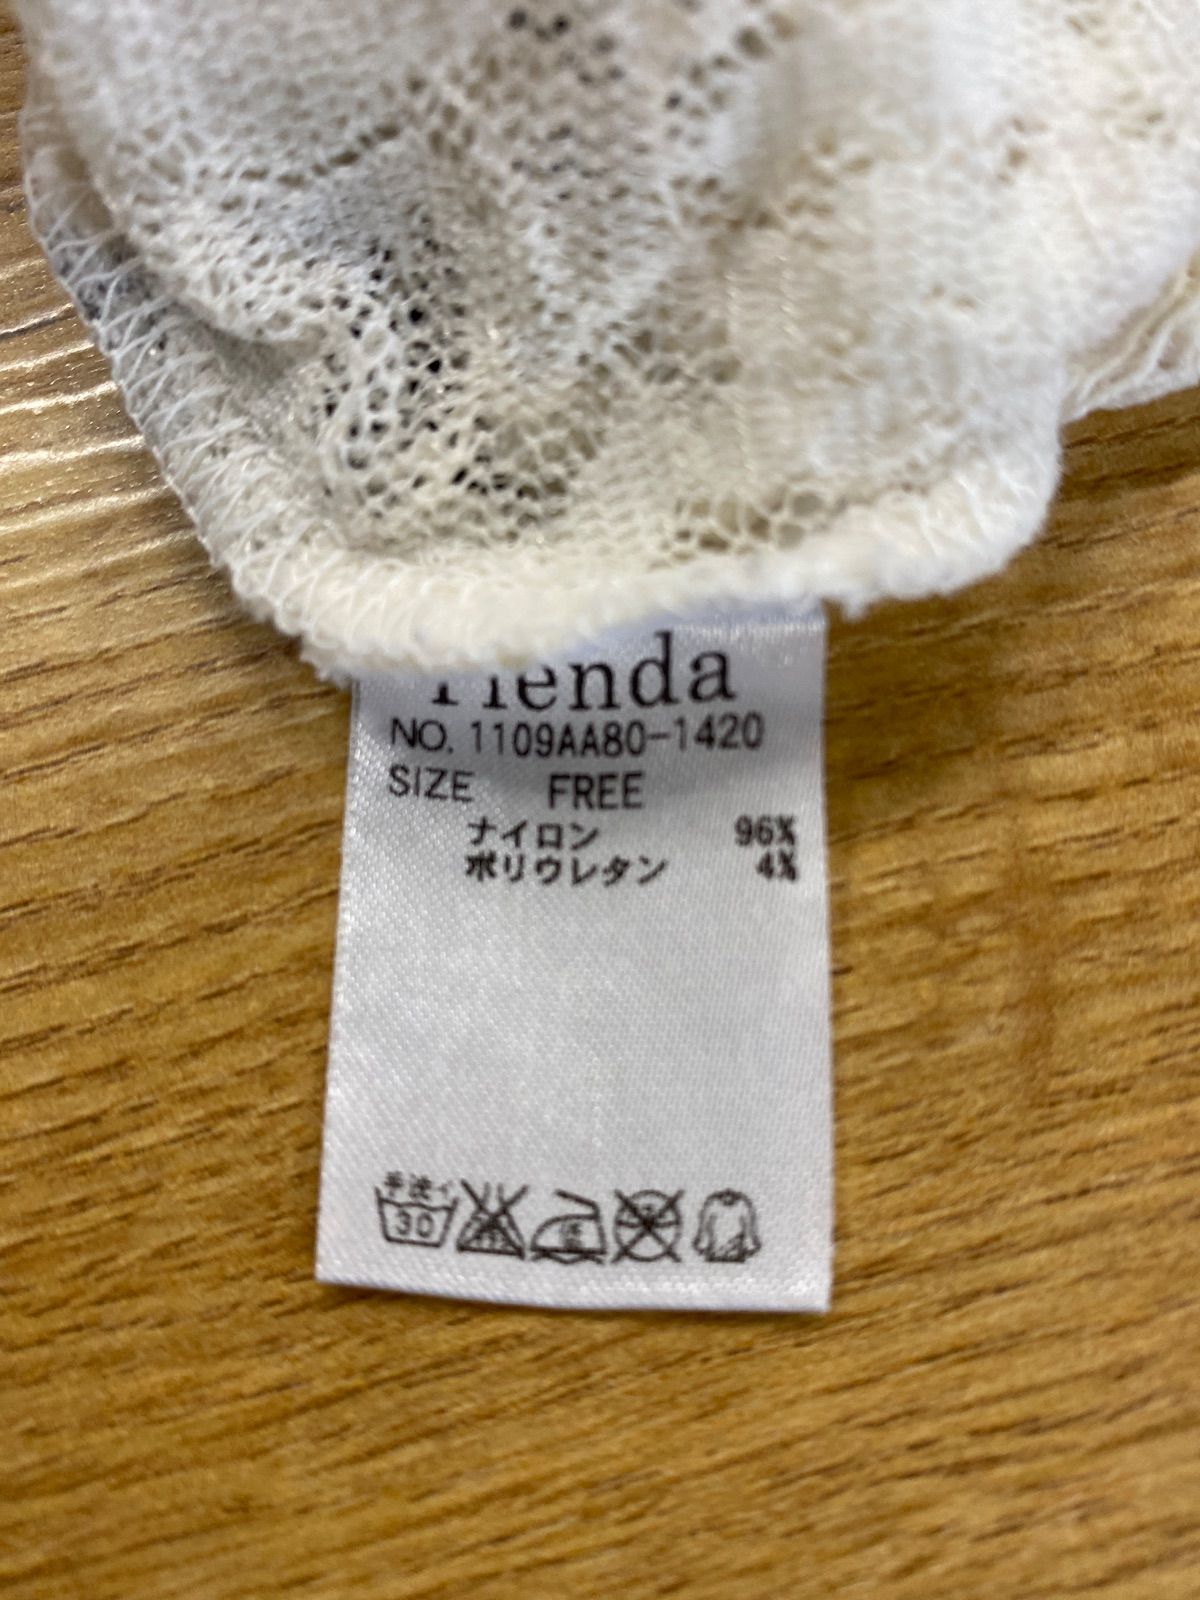 rienda
NO. 1109AA80-1420
SIZE FREE
ナイロン 96%
ポリウレタン 4%
手洗イ
30